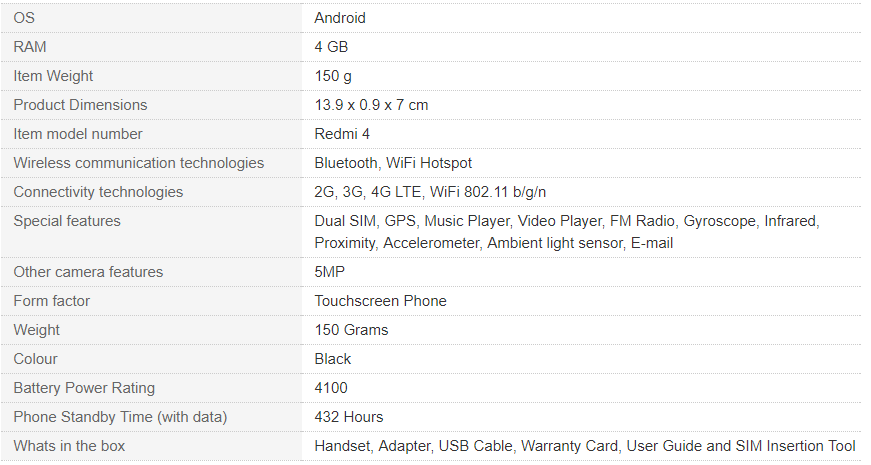 OS Android
RAM 4 GB
Item Weight 150 g
Product Dimensions 13.9 x 0.9 x 7 cm
Item model number Redmi 4
Wireless communication technologies Bluetooth, WiFi Hotspot
Connectivity technologies 2G, 3G, 4G LTE, WiFi 802.11 b/g/n
Special features Dual SIM, GPS, Music Player, Video Player, FM Radio, Gyroscope, Infrared,
Proximity, Accelerometer, Ambient light sensor, E-mail
Other camera features 5MP
Form factor Touchscreen Phone
Weight 150 Grams
Colour Black
Battery Power Rating 4100
Phone Standby Time (with data) 432 Hours
Whats in the box Handset, Adapter, USB Cable, Warranty Card, User Guide and SIM Insertion Tool